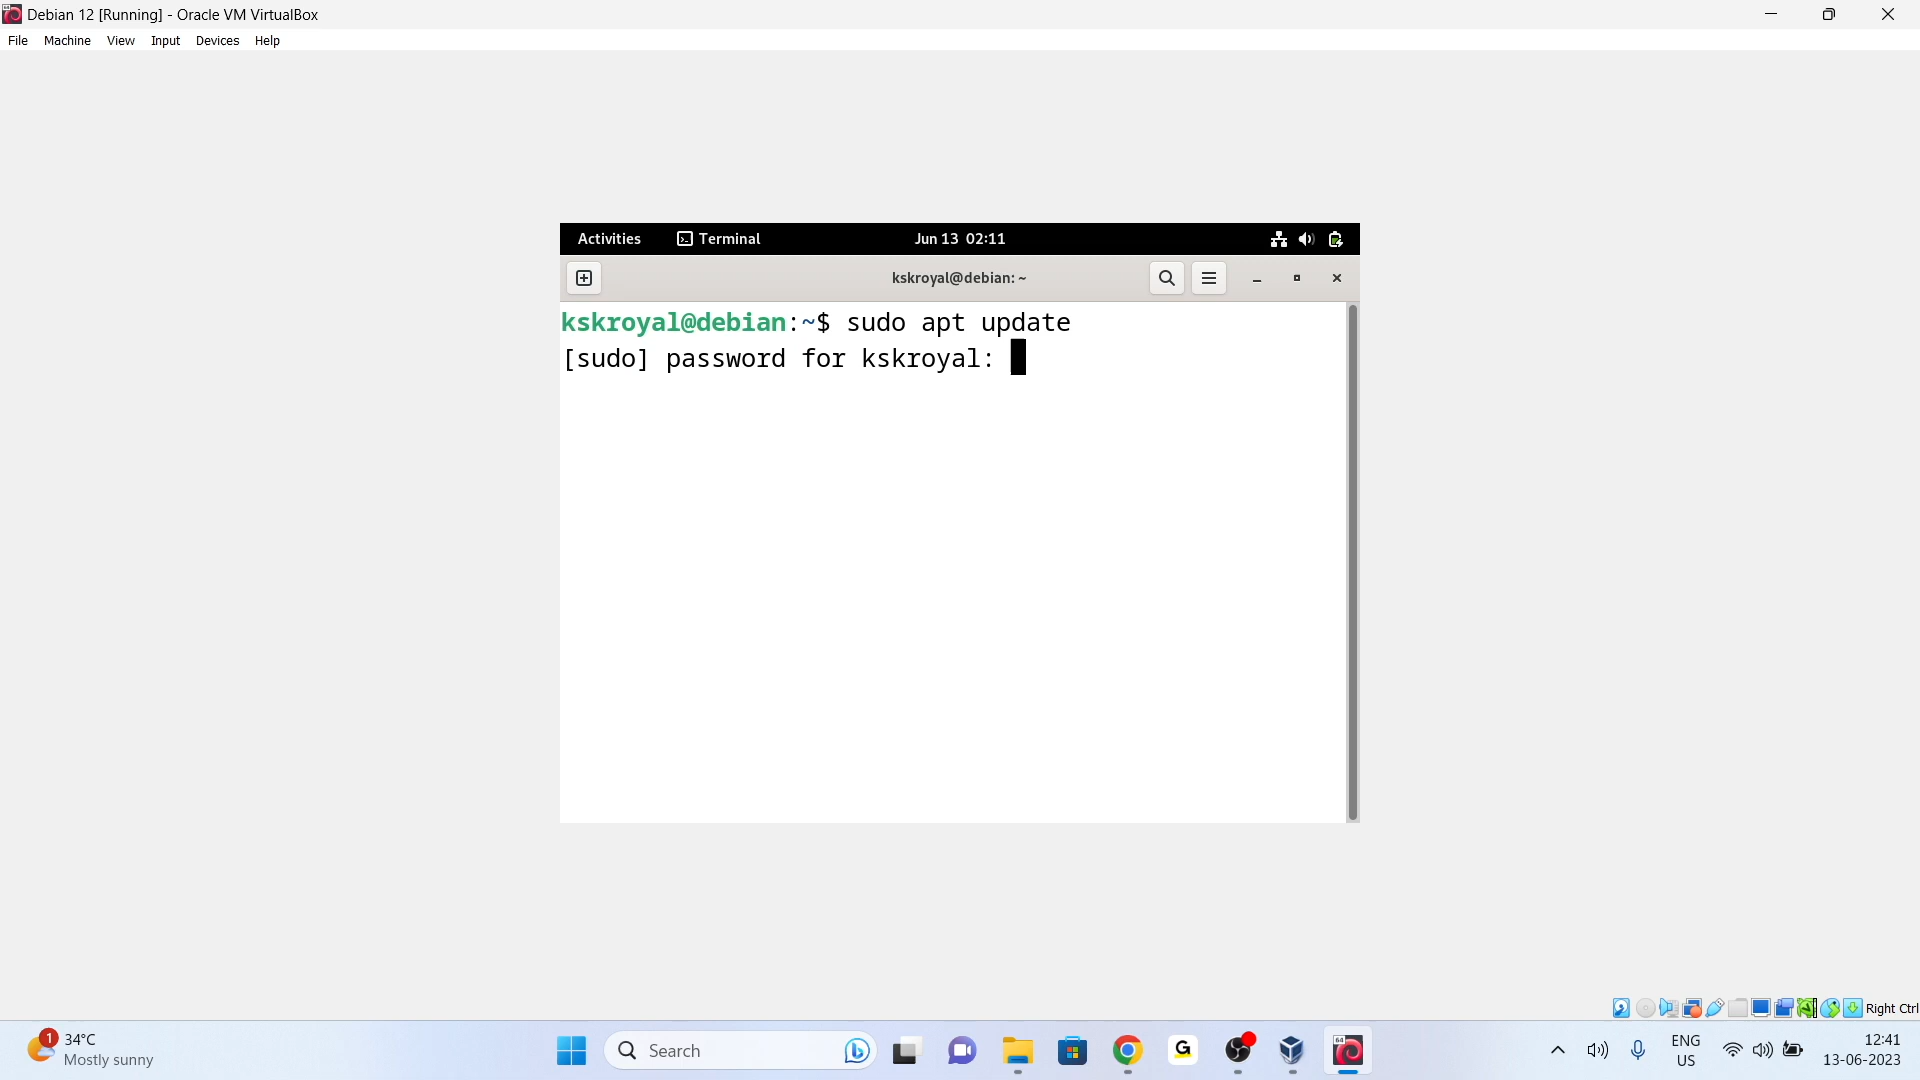 Debian 12 [Running] - Oracle VM VirtualBox
File Machine View Input Devices Help
Activities Terminal Jun 13 02:11
kskroyal@debian: ~
kskroyal@debian:~$ sudo apt update
[sudo] password for kskroyal:
Right Ctrl
1
34°C
Mostly sunny
Search
G
64
ENG
US
12:41
13-06-2023